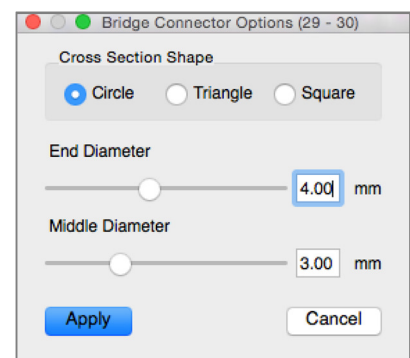 Bridge Connector Options (29 - 30)
Cross Section Shape
Circle Triangle Square
End Diameter
4.00 mm
Middle Diameter
3.00 mm
Apply Cancel